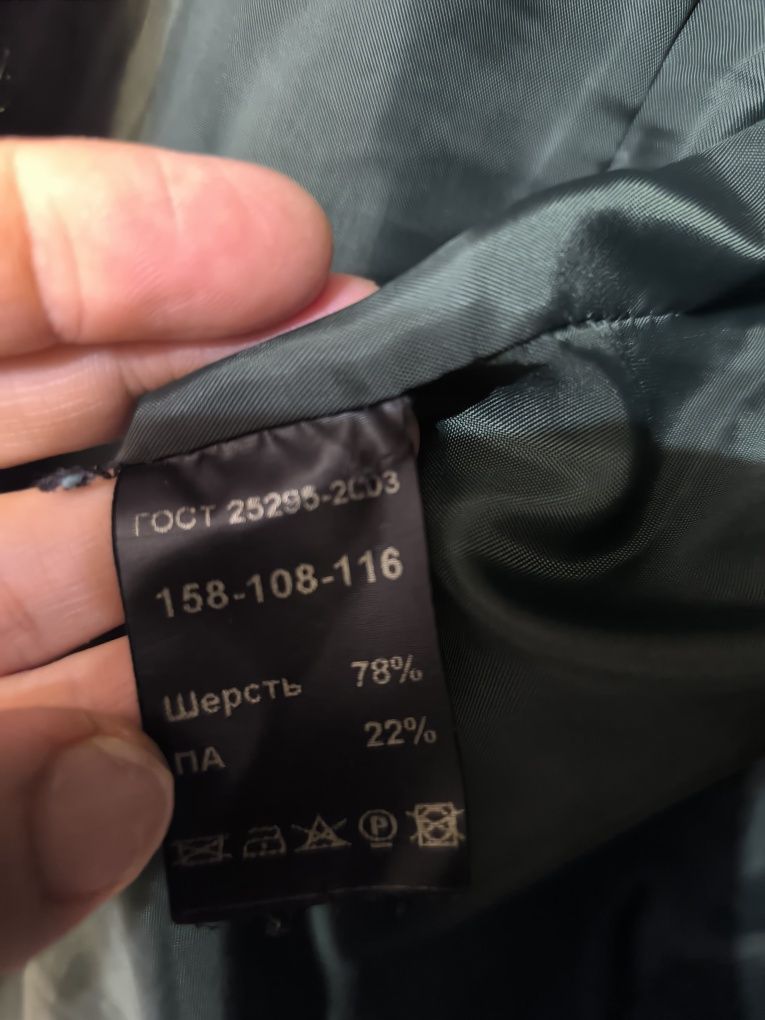 ГОСТ 25295-2003
158-108-116
Шерсть 78%
ПА 22%
P